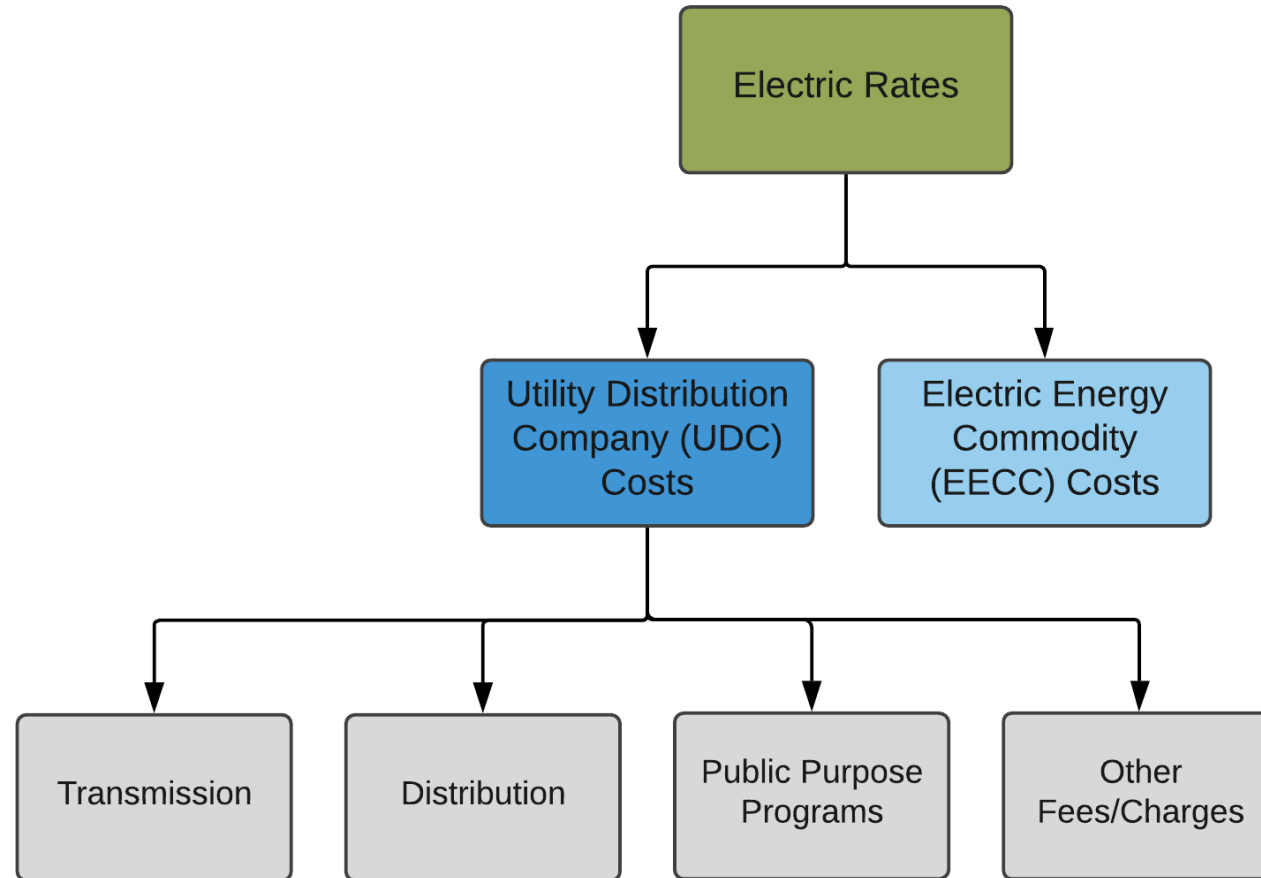 Electric Rates
Utility Distribution
Company (UDC)
Costs
Electric Energy
Commodity
(EECC) Costs
Transmission
Distribution
Public Purpose
Programs
Other
Fees/Charges